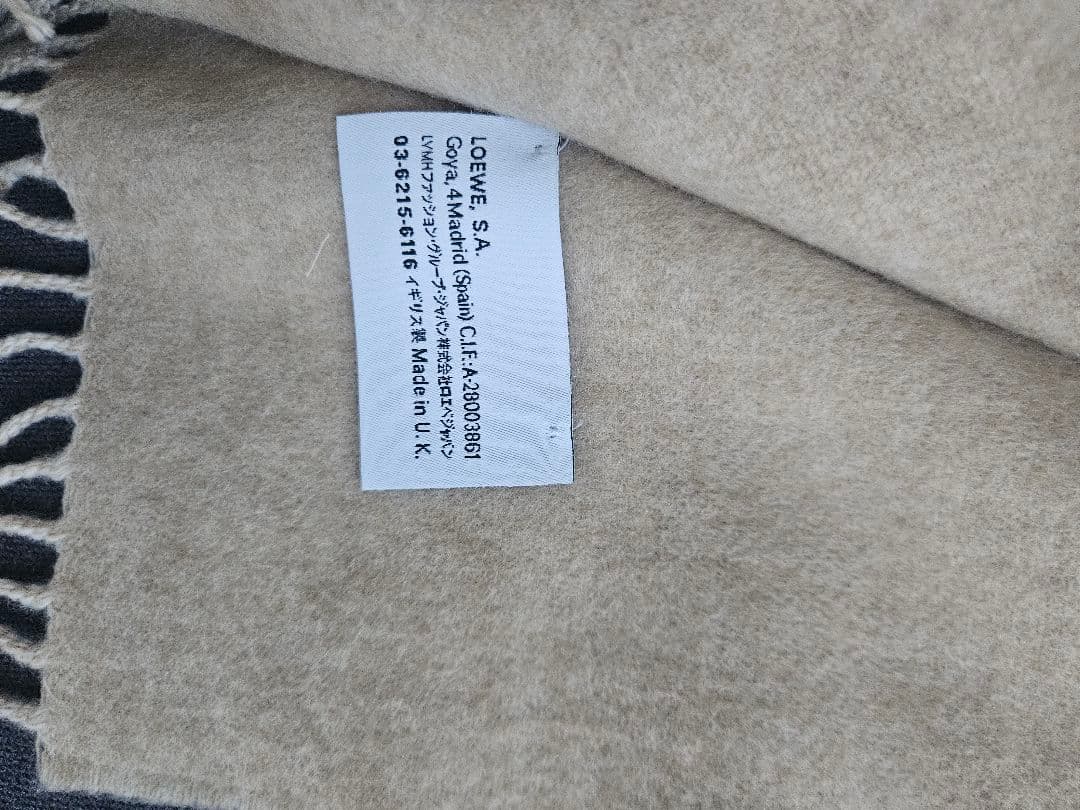 LOEWE, S.A.
Goya, 4 Madrid (Spain) C.I.F.:A-28003861
LVMHファッション・グループ・ジャパン株式会社ロエベジャパン
03-6215-6116 イギリス製 Made in U.K.